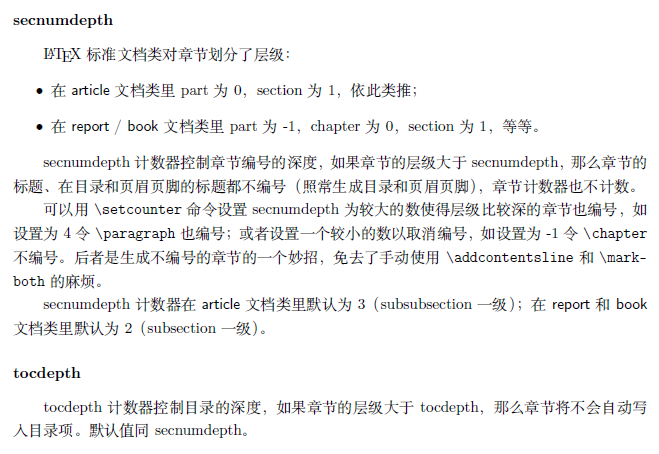 secnumdepth
LATEX 标准文档类对章节划分了层级：
• 在 article 文档类里 part 为 0，section 为 1，依此类推；
• 在 report / book 文档类里 part 为 -1，chapter 为 0，section 为 1，等等。
secnumdepth 计数器控制章节编号的深度，如果章节的层级大于 secnumdepth，那么章节的
标题、在目录和页眉页脚的标题都不编号（照常生成目录和页眉页脚），章节计数器也不计数。
可以用 \setcounter 命令设置 secnumdepth 为较大的数使得层级比较深的章节也编号，如
设置为 4 令 \paragraph 也编号；或者设置一个较小的数以取消编号，如设置为 -1 令 \chapter
不编号。后者是生成不编号的章节的一个妙招，免去了手动使用 \addcontentsline 和 \mark-
both 的麻烦。
secnumdepth 计数器在 article 文档类里默认为 3（subsubsection 一级）；在 report 和 book
文档类里默认为 2（subsection 一级）。
tocdepth
tocdepth 计数器控制目录的深度，如果章节的层级大于 tocdepth，那么章节将不会自动写
入目录项。默认值同 secnumdepth。